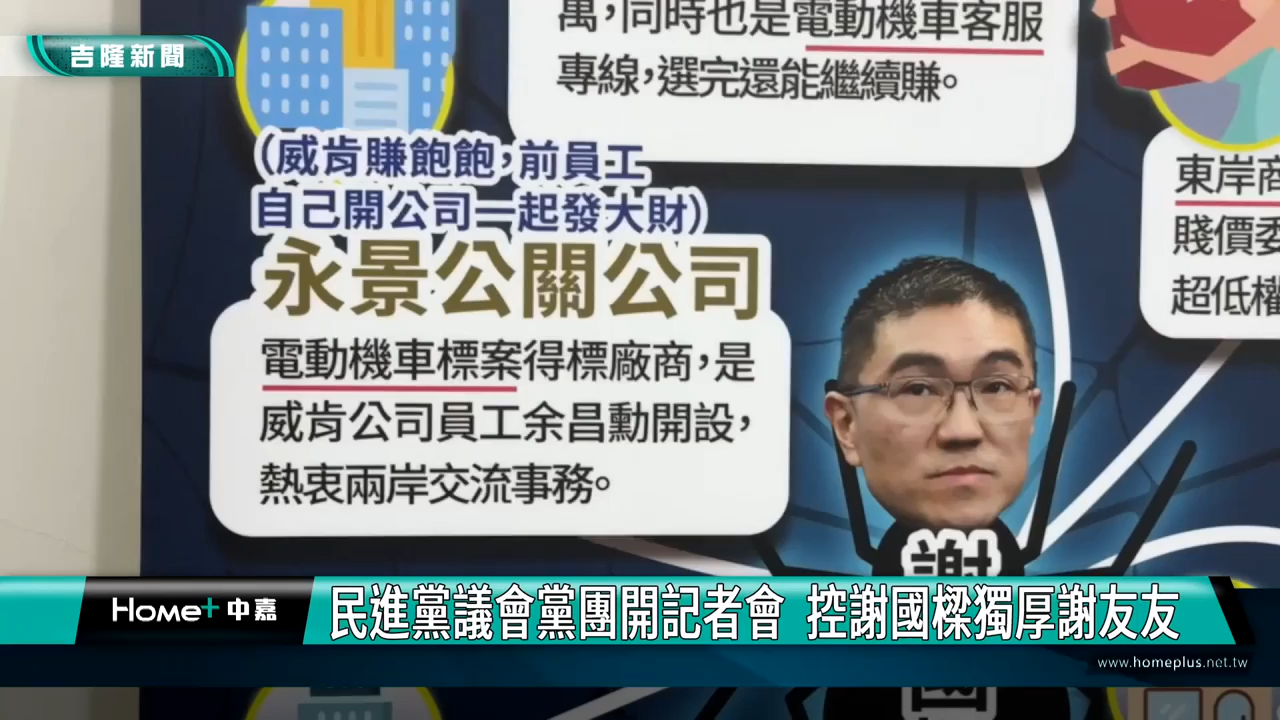 吉隆新聞
萬，同時也是電動機車客服
專線，選完還能繼續賺。
（威肯賺飽飽，前員工
自己開公司一起發大財）
永景公關公司
電動機車標案得標廠商，是
威肯公司員工余昌勳開設，
熱衷兩岸交流事務。
東岸商
賤價委
超低權
謝
國
Home+ 中嘉
民進黨議會黨團開記者會 控謝國樑獨厚謝友友
www.homeplus.net.tw